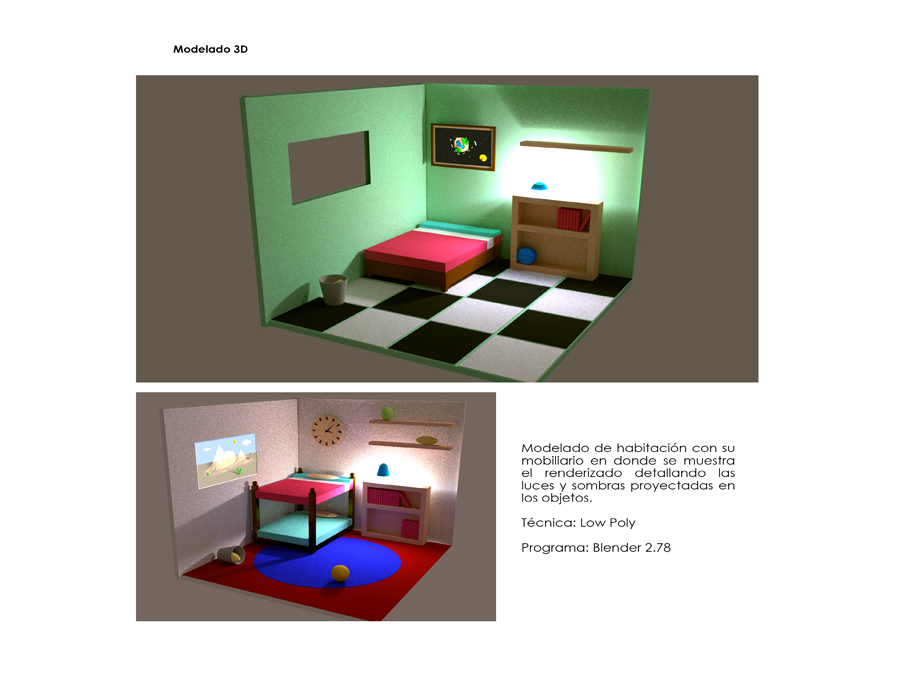 Modelado 3D
Modelado de habitación con su
mobiliario en donde se muestra
el renderizado detallando las
luces y sombras proyectadas en
los objetos.
Técnica: Low Poly
Programa: Blender 2.78